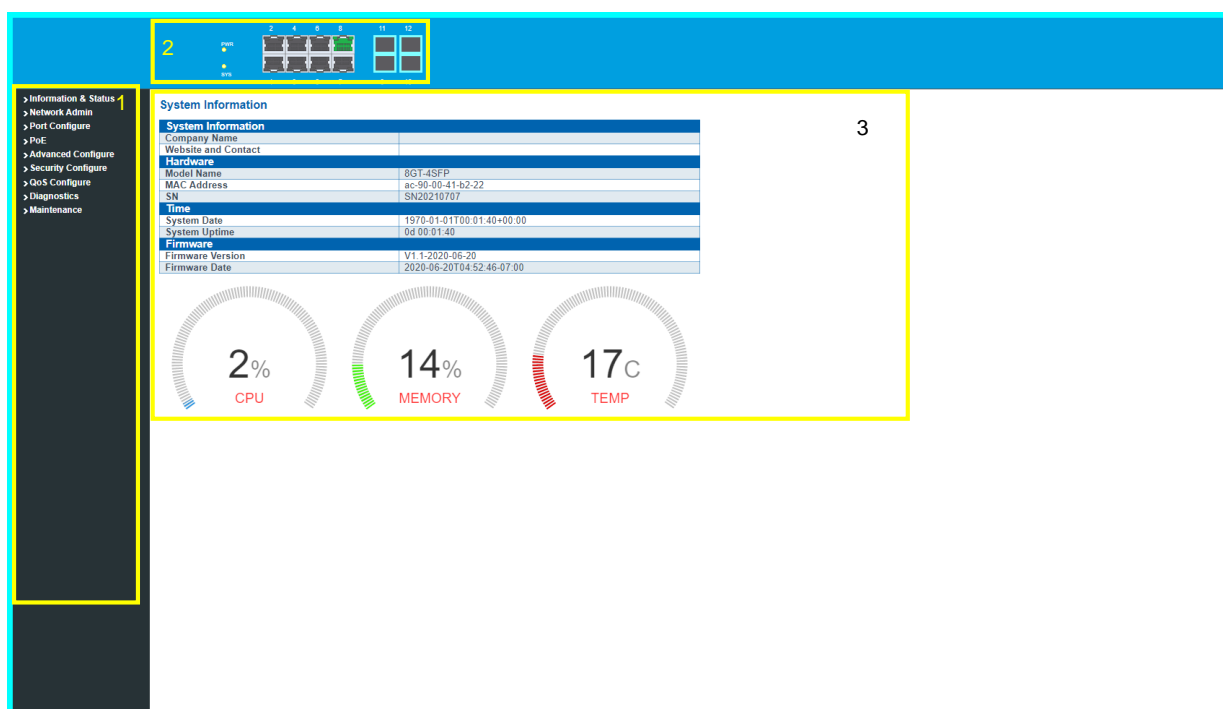 2 4 6 8 11 12
2
PWR
SYS
Information & Status 1
Network Admin
Port Configure
PoE
Advanced Configure
Security Configure
QoS Configure
Diagnostics
Maintenance
System Information
3
System Information
Company Name
Website and Contact
Hardware
Model Name 8GT-4SFP
MAC Address ac-90-00-41-b2-22
SN SN20210707
Time
System Date 1970-01-01T00:01:40+00:00
System Uptime 0d 00:01:40
Firmware
Firmware Version V1.1-2020-06-20
Firmware Date 2020-06-20T04:52:46-07:00
2% 14% 17C
CPU MEMORY TEMP